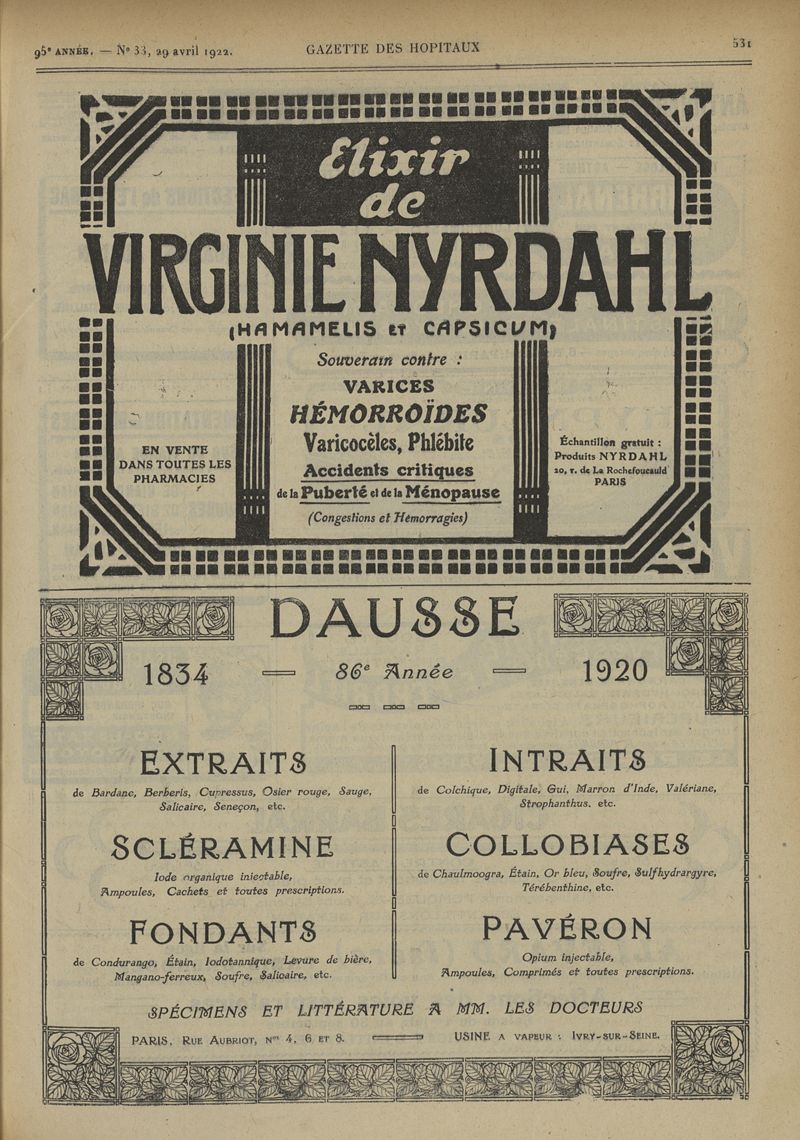 95e ANNÉE. — No 33, 29 avril 1922.
GAZETTE DES HOPITAUX
531
Elixir
de
VIRGINIE NYRDAHL
(HAMAMELIS ET CAPSICUM)
Souverain contre :
VARICES
HÉMORROÏDES
Varicocèles, Phlébite
Accidents critiques
de la Puberté et de la Ménopause
(Congestions et Hémorragies)
EN VENTE
DANS TOUTES LES
PHARMACIES
Échantillon gratuit :
Produits NYRDAHL
20, r. de La Rochefoucauld
PARIS
DAUSSE
1834 — 86e Année — 1920
EXTRAITS
de Bardane, Berberis, Cupressus, Osier rouge, Sauge,
Salicaire, Seneçon, etc.
SCLÉRAMINE
Iode organique injectable,
Ampoules, Cachets et toutes prescriptions.
FONDANTS
de Condurango, Étain, Iodotannique, Levure de bière,
Mangano-ferreux, Soufre, Salicaire, etc.
INTRAITS
de Colchique, Digitale, Gui, Marron d'Inde, Valériane,
Strophanthus, etc.
COLLOBIASES
de Chaulmoogra, Étain, Or bleu, Soufre, Sulfhydrargyre,
Térébenthine, etc.
PAVÉRON
Opium injectable,
Ampoules, Comprimés et toutes prescriptions.
SPÉCIMENS ET LITTÉRATURE A MM. LES DOCTEURS
PARIS, RUE AUBRIOT, Nos 4, 6 ET 8. — USINE A VAPEUR : IVRY-SUR-SEINE.